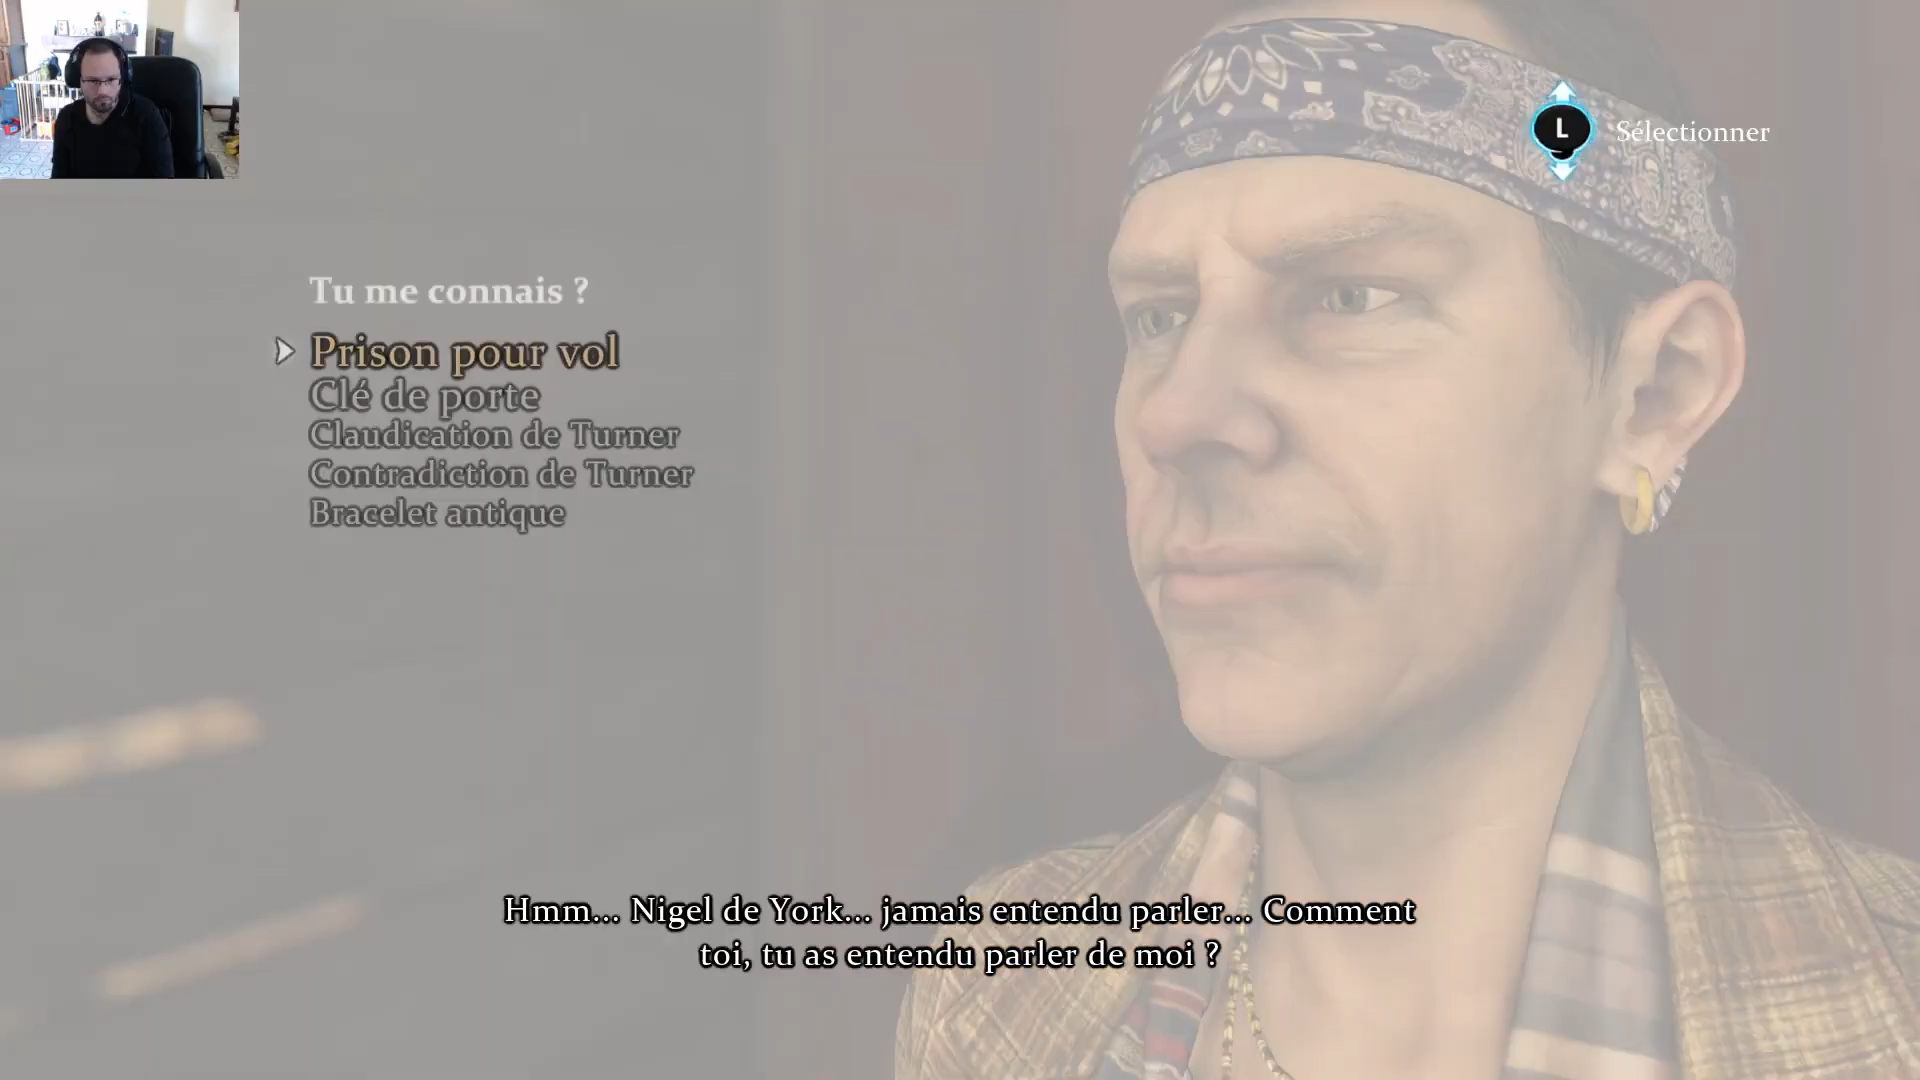 L
Sélectionner
Tu me connais ?
Prison pour vol
Clé de porte
Claudication de Turner
Contradiction de Turner
Bracelet antique
Hmm... Nigel de York... jamais entendu parler... Comment
toi, tu as entendu parler de moi ?